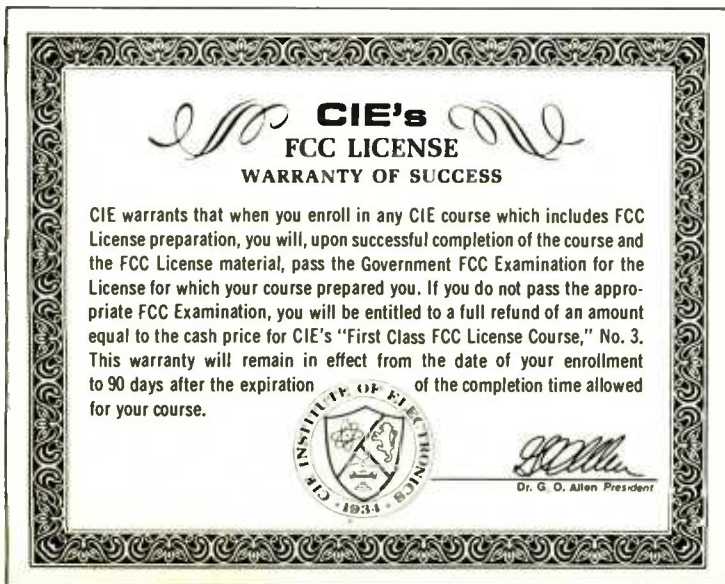 CIE's
FCC LICENSE
WARRANTY OF SUCCESS
CIE warrants that when you enroll in any CIE course which includes FCC
License preparation, you will, upon successful completion of the course and
the FCC License material, pass the Government FCC Examination for the
License for which your course prepared you. If you do not pass the appro-
priate FCC Examination, you will be entitled to a full refund of an amount
equal to the cash price for CIE's "First Class FCC License Course," No. 3.
This warranty will remain in effect from the date of your enrollment
to 90 days after the expiration of the completion time allowed
for your course.
CIE INSTITUTE OF ELECTRONICS
1934
G O Allen
Dr. G. O. Allen President